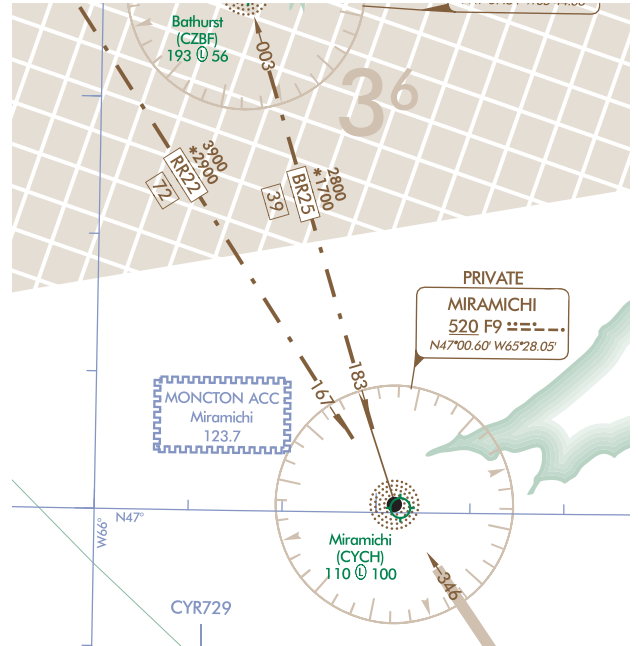 Bathurst
(CZBF)
193 Ⓛ 56
003
3⁶
3900
*2900
RR22
72
2800
*1700
BR25
39
PRIVATE
MIRAMICHI
520 F9
N47°00.60' W65°28.05'
167
183
MONCTON ACC
Miramichi
123.7
N47°
W66°
Miramichi
(CYCH)
110 Ⓛ 100
346
CYR729